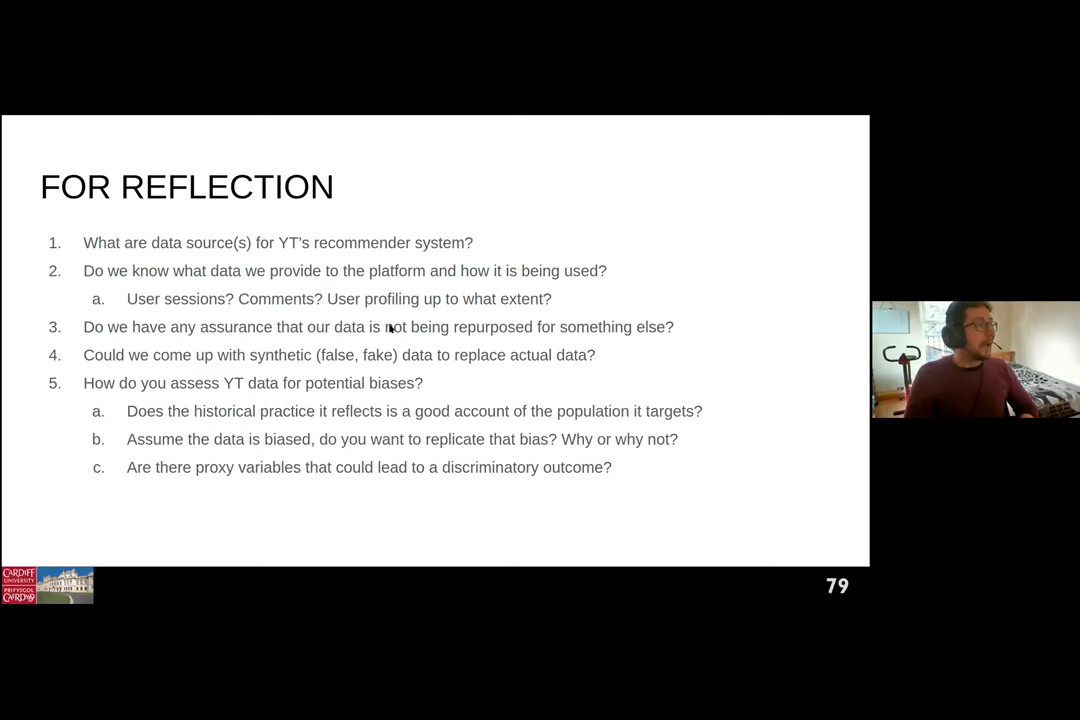 FOR REFLECTION
1. What are data source(s) for YT's recommender system?
2. Do we know what data we provide to the platform and how it is being used?
a. User sessions? Comments? User profiling up to what extent?
3. Do we have any assurance that our data is not being repurposed for something else?
4. Could we come up with synthetic (false, fake) data to replace actual data?
5. How do you assess YT data for potential biases?
a. Does the historical practice it reflects is a good account of the population it targets?
b. Assume the data is biased, do you want to replicate that bias? Why or why not?
c. Are there proxy variables that could lead to a discriminatory outcome?
CARDIFF
UNIVERSITY
PRIFYSGOL
CAERDYDD
79